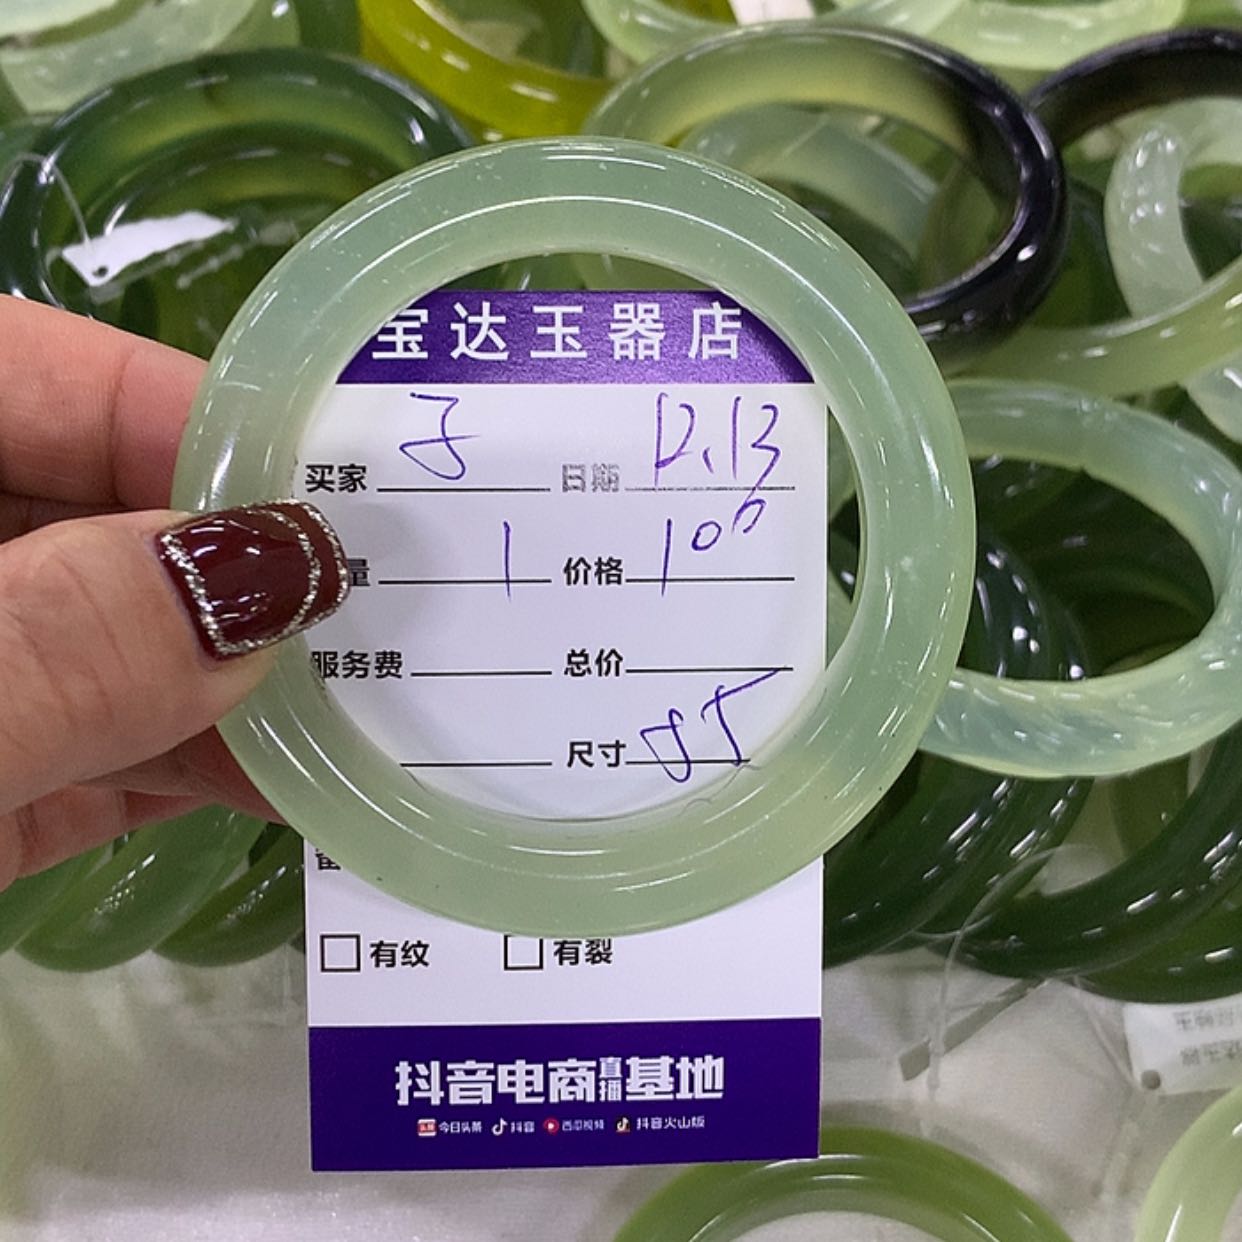 宝达玉器店
买家 子 日期 12.13
量 1 价格 100
服务费 总价
尺寸
有纹 有裂
抖音电商直播基地
今日头条 抖音 西瓜视频 抖音火山版